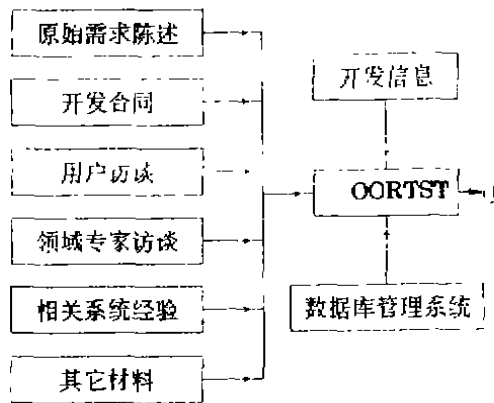 原始需求陈述
开发合同
用户访谈
领域专家访谈
相关系统经验
其它材料
开发信息
OORTST
数据库管理系统